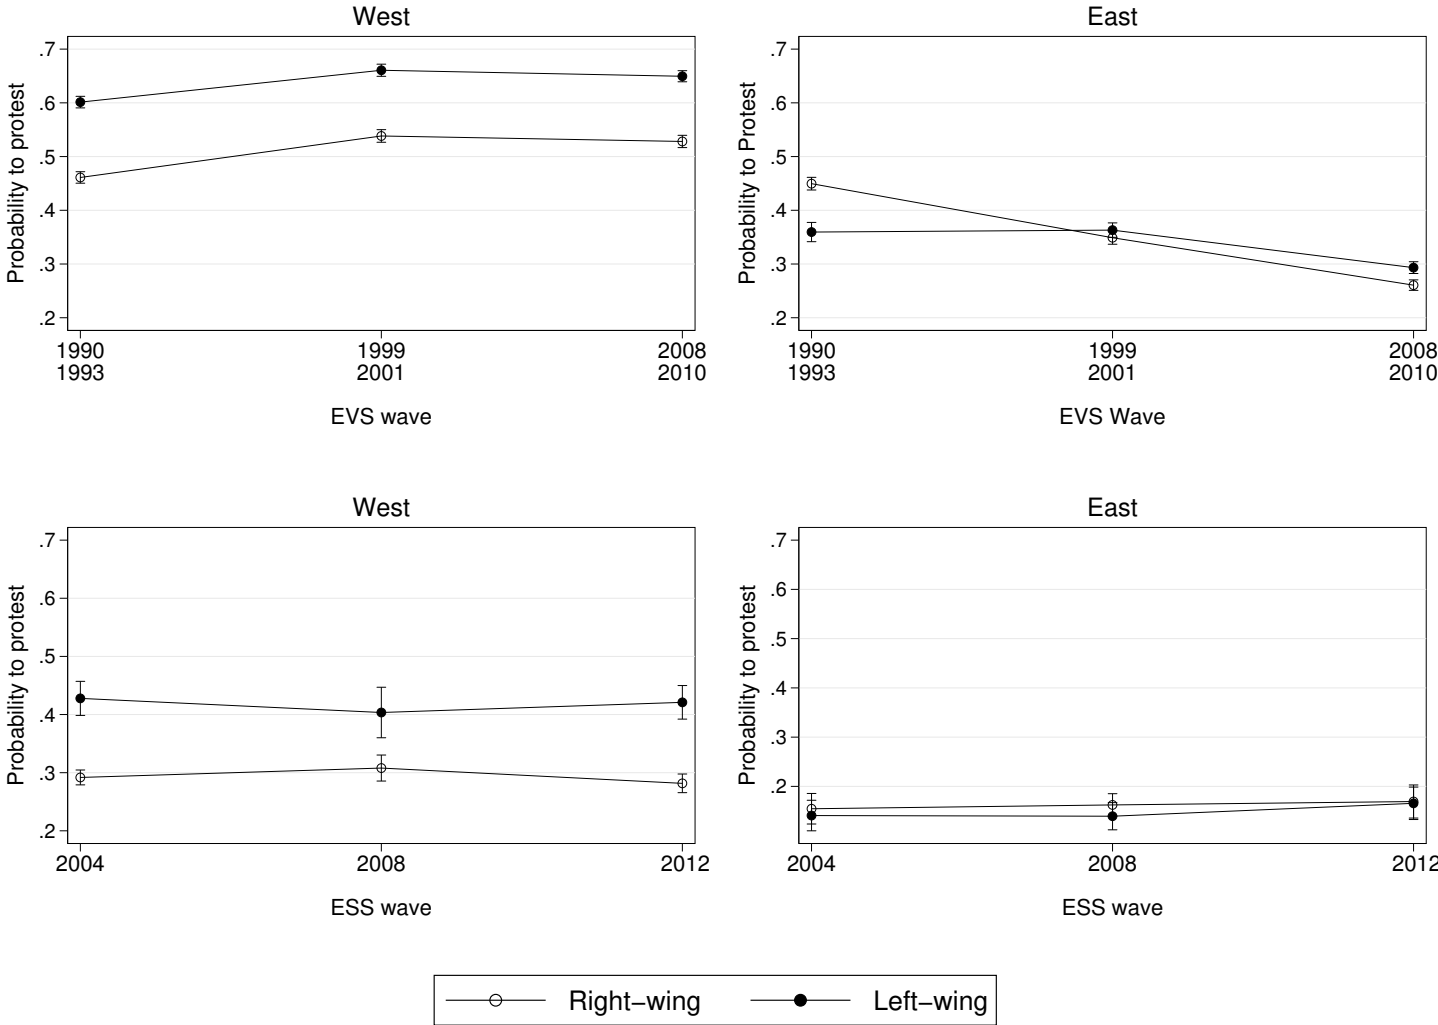 West
Probability to protest
.7
.6
.5
.4
.3
.2
1990 1999 2008
1993 2001 2010
EVS wave
East
Probability to Protest
.7
.6
.5
.4
.3
.2
1990 1999 2008
1993 2001 2010
EVS Wave
West
Probability to protest
.7
.6
.5
.4
.3
.2
2004 2008 2012
ESS wave
East
Probability to protest
.7
.6
.5
.4
.3
.2
2004 2008 2012
ESS wave
Right−wing Left−wing